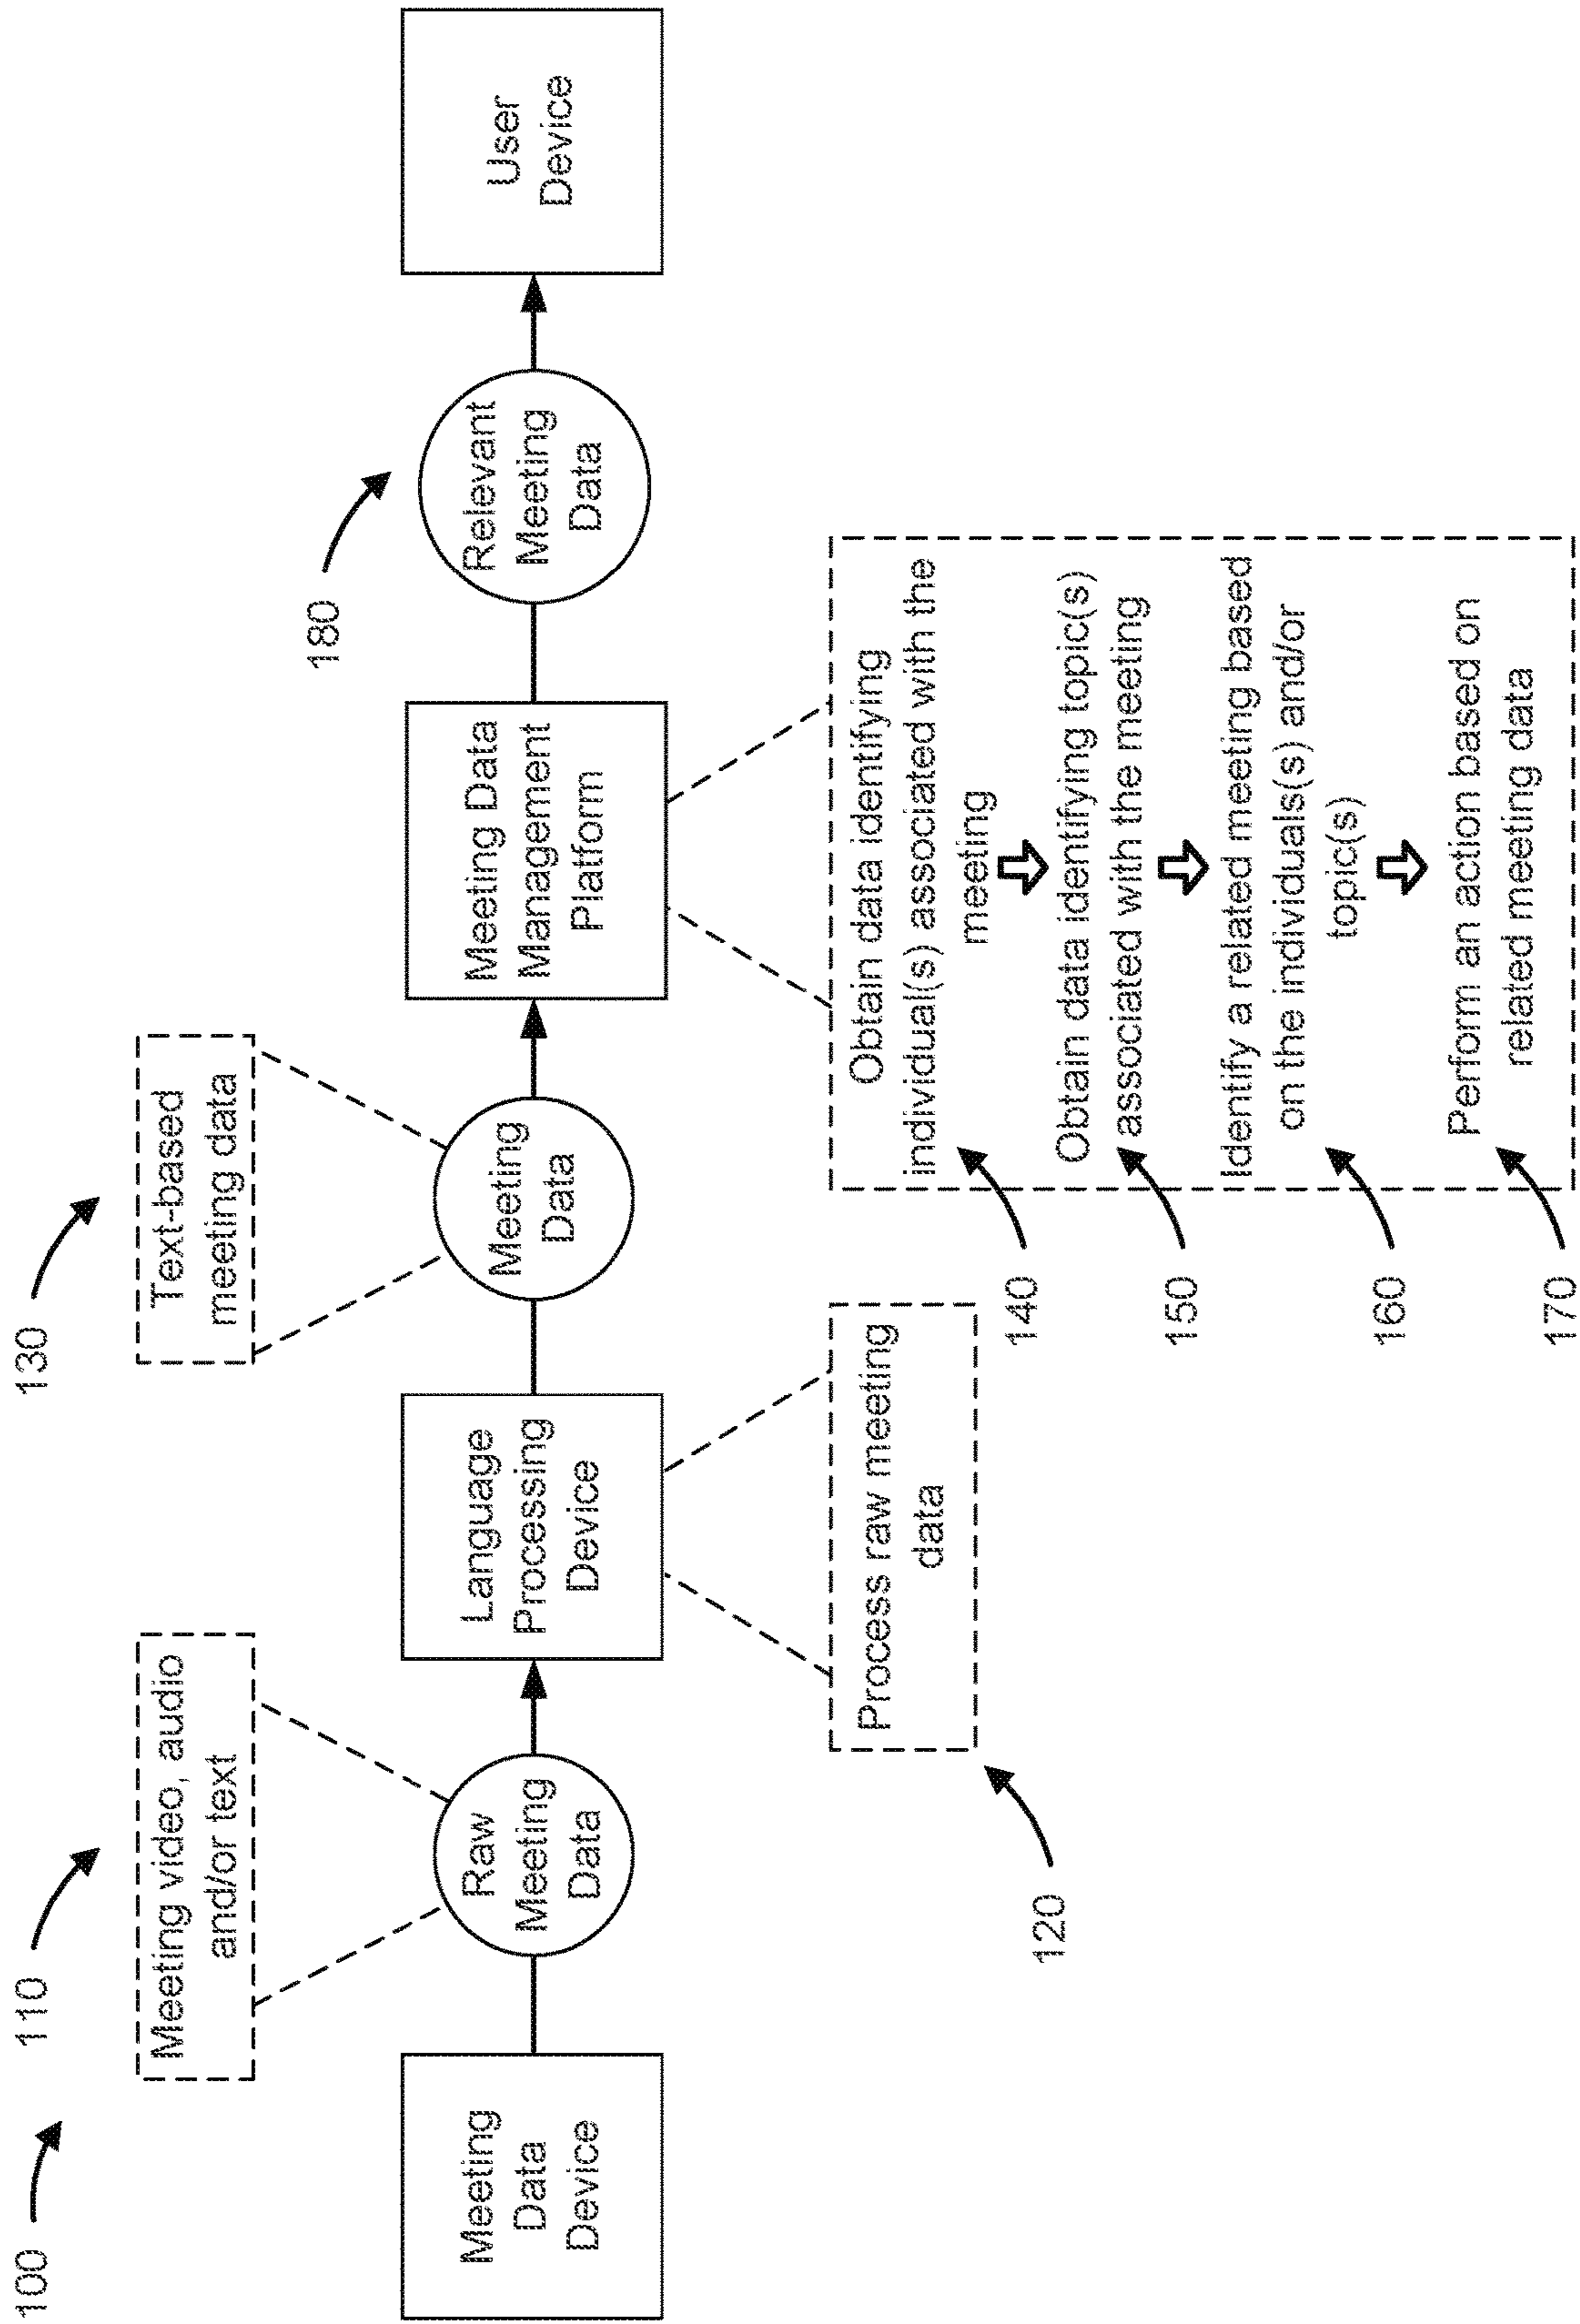 100
110
Meeting video, audio
and/or text
130
Text-based
meeting data
180
Meeting
Data
Device
Raw
Meeting
Data
Language
Processing
Device
Meeting
Data
Meeting Data
Management
Platform
Relevant
Meeting
Data
User
Device
120
Process raw meeting
data
140
Obtain data identifying
individual(s) associated with the
meeting
150
Obtain data identifying topic(s)
associated with the meeting
160
Identify a related meeting based
on the individuals(s) and/or
topic(s)
170
Perform an action based on
related meeting data